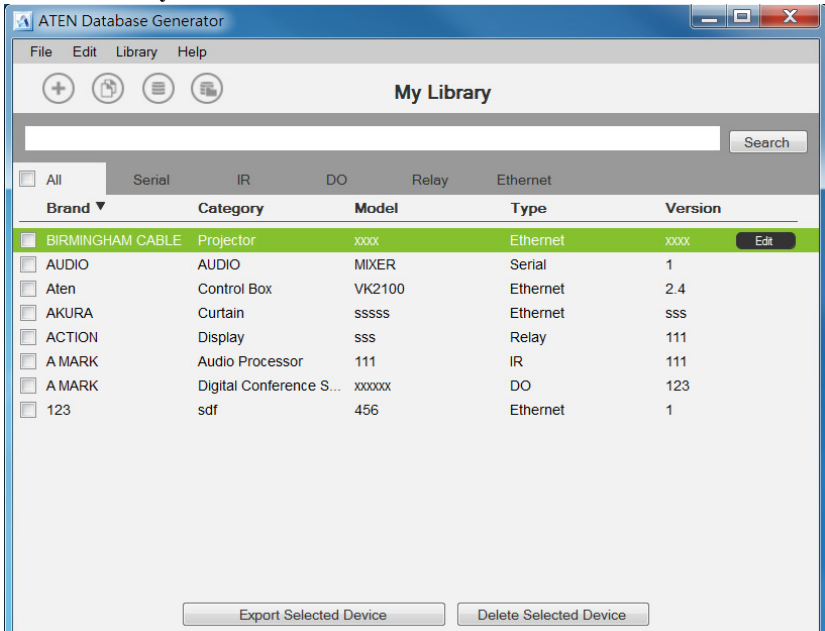 ATEN Database Generator
File Edit Library Help
My Library
Search
All Serial IR DO Relay Ethernet
Brand ▼ Category Model Type Version
BIRMINGHAM CABLE Projector xxxx Ethernet xxxx Edit
AUDIO AUDIO MIXER Serial 1
Aten Control Box VK2100 Ethernet 2.4
AKURA Curtain sssss Ethernet sss
ACTION Display sss Relay 111
A MARK Audio Processor 111 IR 111
A MARK Digital Conference S... xxxxxx DO 123
123 sdf 456 Ethernet 1
Export Selected Device Delete Selected Device